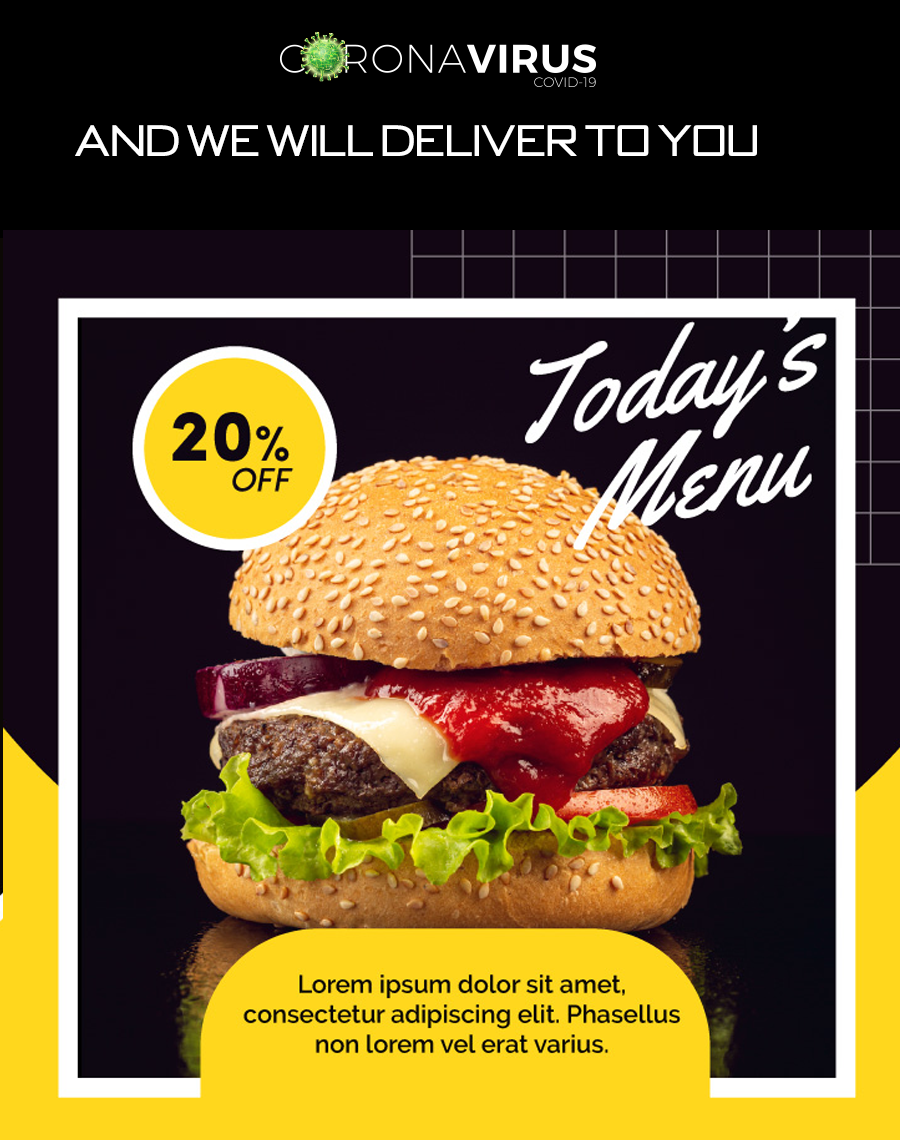 CORONAVIRUS
COVID-19
AND WE WILL DELIVER TO YOU
Today's
Menu
20%
OFF
Lorem ipsum dolor sit amet,
consectetur adipiscing elit. Phasellus
non lorem vel erat varius.